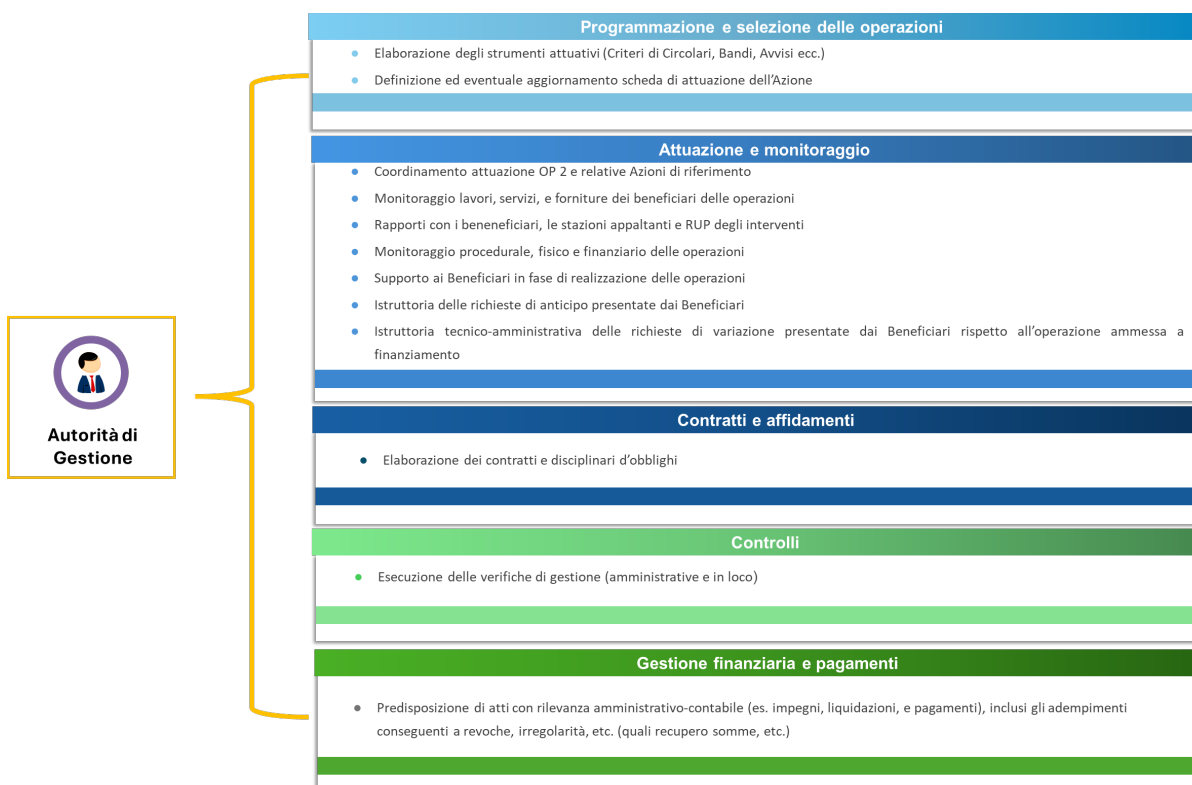 Programmazione e selezione delle operazioni
Elaborazione degli strumenti attuativi (Criteri di Circolari, Bandi, Avvisi ecc.)
Definizione ed eventuale aggiornamento scheda di attuazione dell'Azione
Attuazione e monitoraggio
Coordinamento attuazione OP 2 e relative Azioni di riferimento
Monitoraggio lavori, servizi, e forniture dei beneficiari delle operazioni
Rapporti con i beneneficiari, le stazioni appaltanti e RUP degli interventi
Monitoraggio procedurale, fisico e finanziario delle operazioni
Supporto ai Beneficiari in fase di realizzazione delle operazioni
Istruttoria delle richieste di anticipo presentate dai Beneficiari
Istruttoria tecnico-amministrativa delle richieste di variazione presentate dai Beneficiari rispetto all'operazione ammessa a
finanziamento
Autorità di
Gestione
Contratti e affidamenti
Elaborazione dei contratti e disciplinari d'obblighi
Controlli
Esecuzione delle verifiche di gestione (amministrative e in loco)
Gestione finanziaria e pagamenti
Predisposizione di atti con rilevanza amministrativo-contabile (es. impegni, liquidazioni, e pagamenti), inclusi gli adempimenti
conseguenti a revoche, irregolarità, etc. (quali recupero somme, etc.)